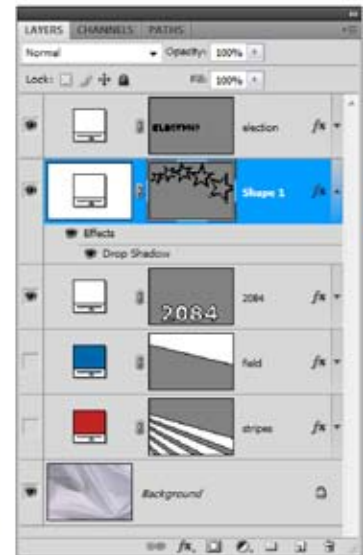 LAYERS CHANNELS PATHS
Normal Opacity: 100%
Lock: Fill: 100%
ELECTION election fx
Shape 1 fx
Effects
Drop Shadow
2084 2084 fx
field fx
stripes fx
Background
fx